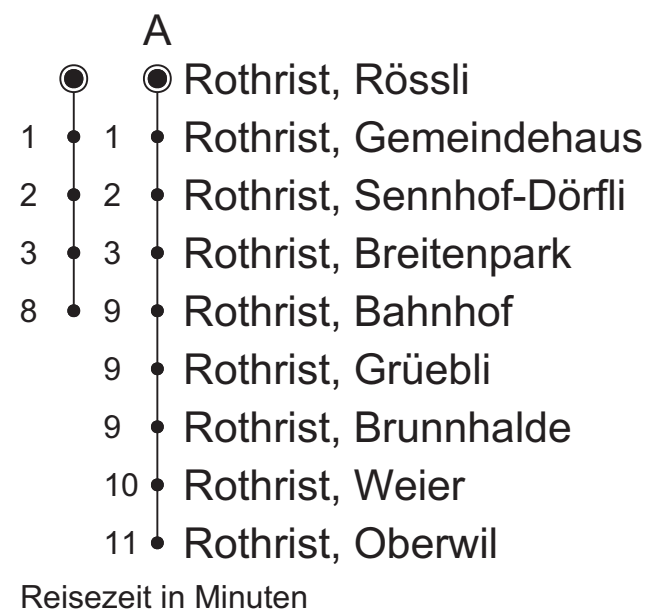 A
Rothrist, Rössli
1 1 Rothrist, Gemeindehaus
2 2 Rothrist, Sennhof-Dörfli
3 3 Rothrist, Breitenpark
8 9 Rothrist, Bahnhof
9 Rothrist, Grüebli
9 Rothrist, Brunnhalde
10 Rothrist, Weier
11 Rothrist, Oberwil
Reisezeit in Minuten